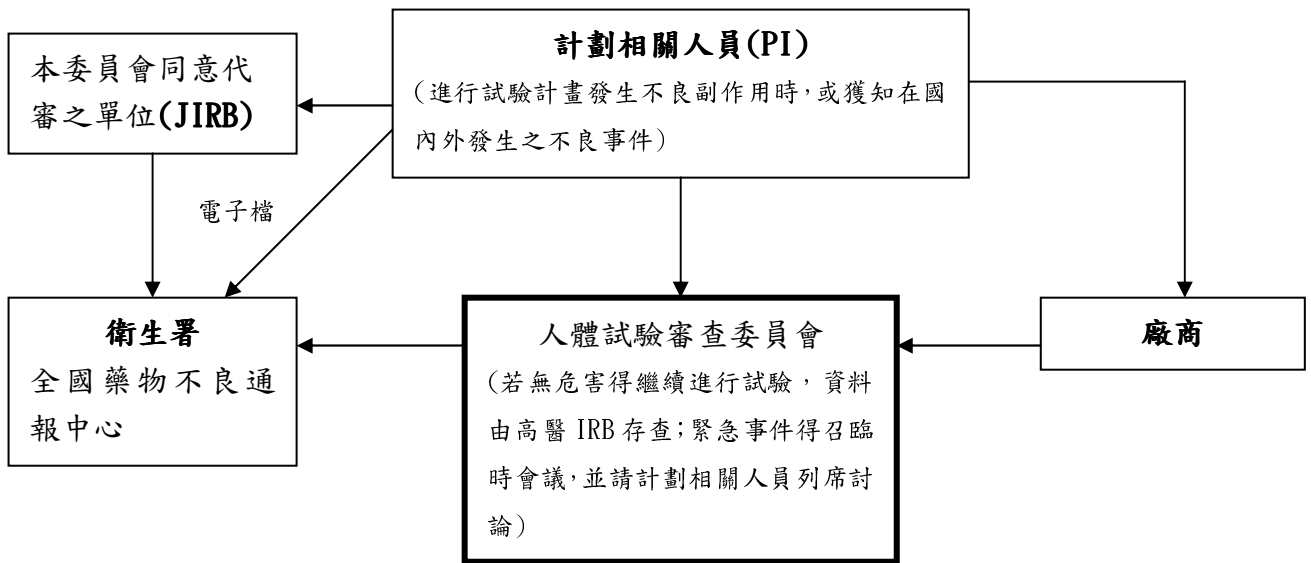 計劃相關人員(PI)
(進行試驗計畫發生不良副作用時,或獲知在國
內外發生之不良事件)
本委員會同意代
審之單位(JIRB)
電子檔
衛生署
全國藥物不良通
報中心
人體試驗審查委員會
(若無危害得繼續進行試驗,資料
由高醫 IRB 存查;緊急事件得召臨
時會議,並請計劃相關人員列席討
論)
廠商